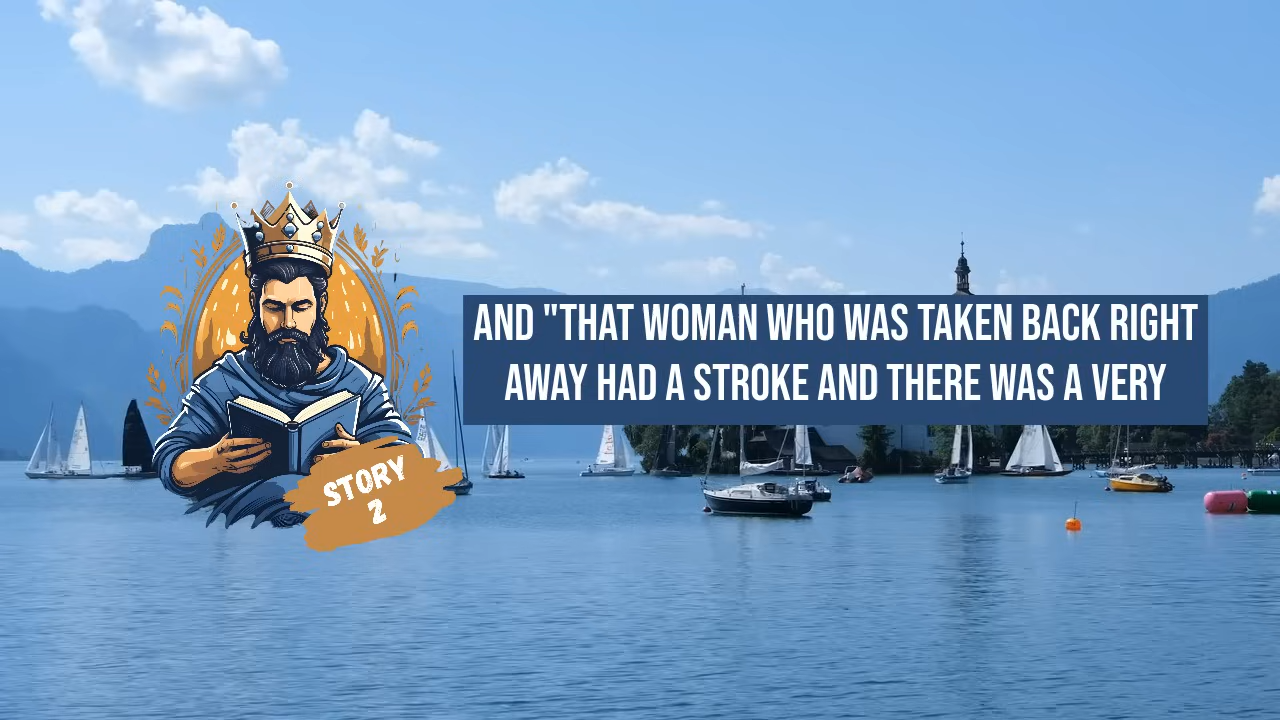 AND "THAT WOMAN WHO WAS TAKEN BACK RIGHT
AWAY HAD A STROKE AND THERE WAS A VERY
STORY
2